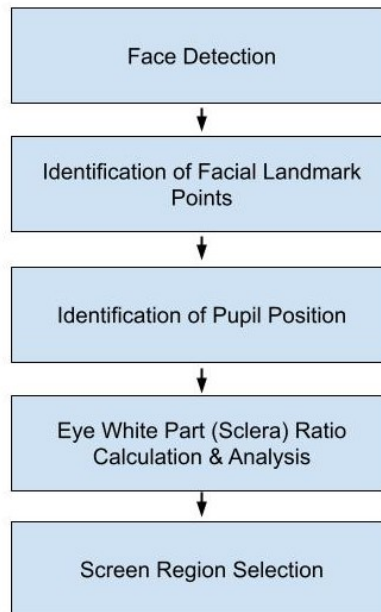 Face Detection
Identification of Facial Landmark
Points
Identification of Pupil Position
Eye White Part (Sclera) Ratio
Calculation & Analysis
Screen Region Selection